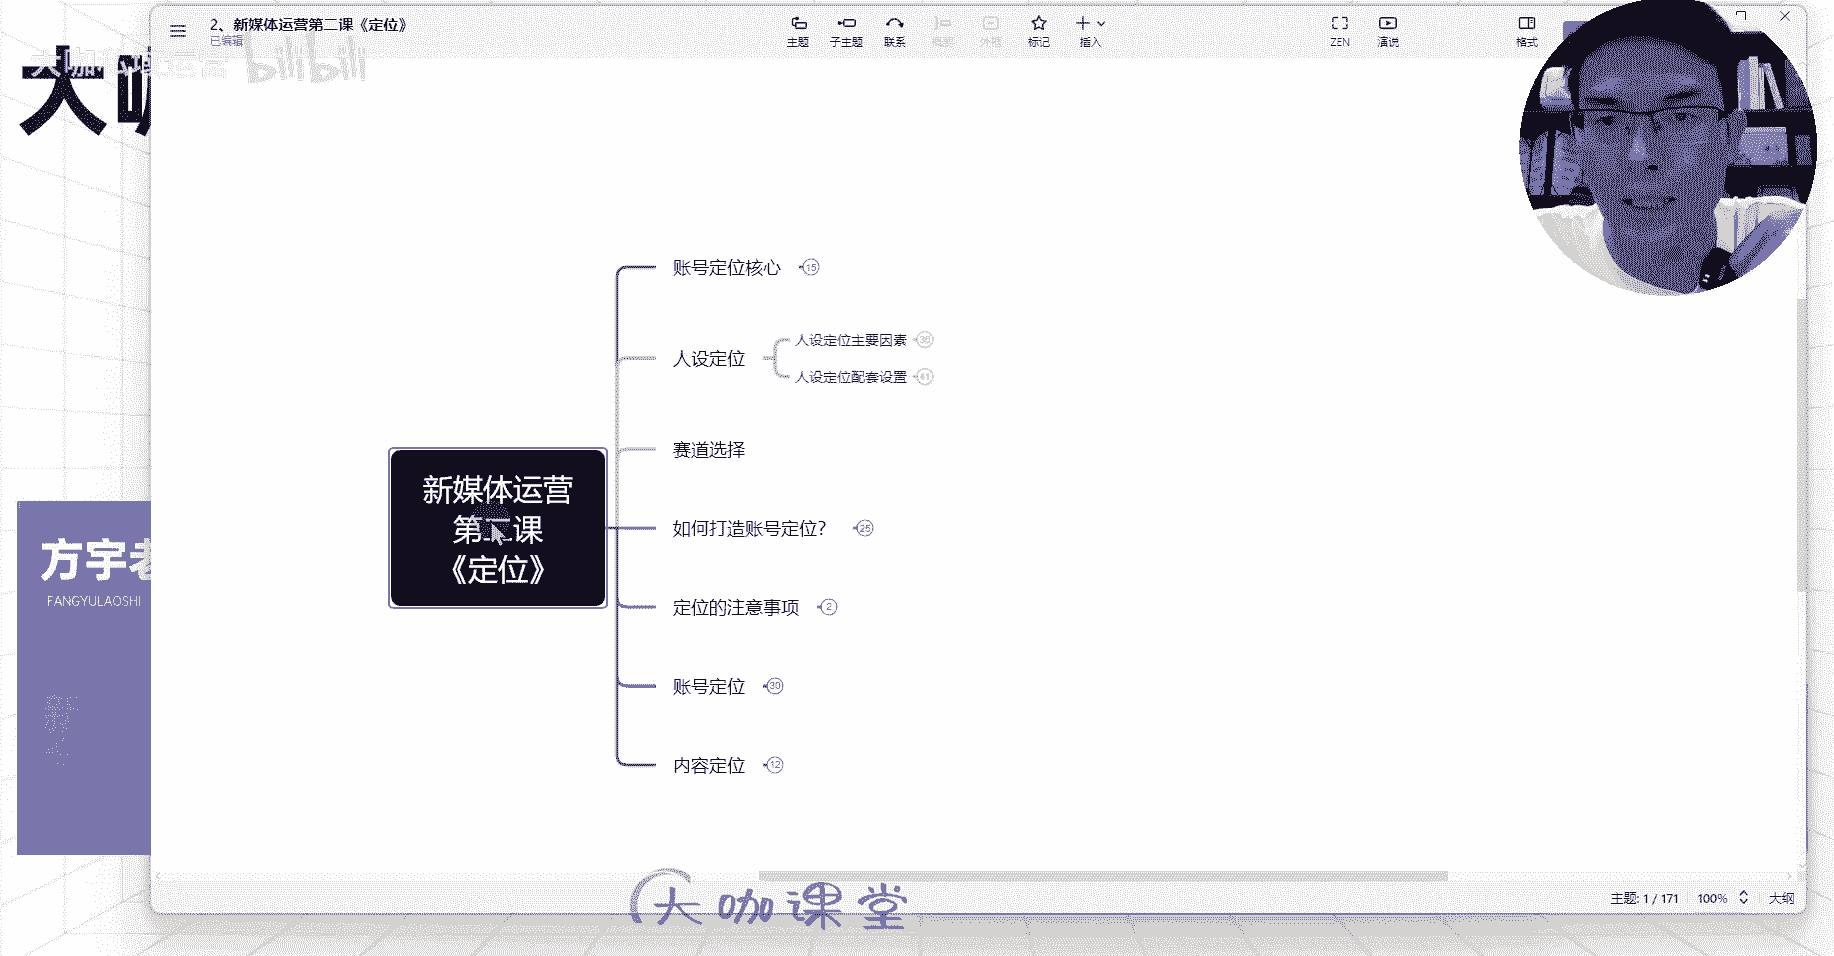 2、新媒体运营第二课《定位》
已编辑
主题
子主题
联系
概要
外框
标记
插入
ZEN
演说
格式
bilibili
大咖
账号定位核心 15
人设定位
人设定位主要因素
人设定位配套设置 41
赛道选择
新媒体运营
第二课
《定位》
如何打造账号定位? 25
定位的注意事项 2
账号定位 30
内容定位 12
方宇老
FANGYULAOSHI
大咖课堂
主题: 1 / 171
100%
大纲